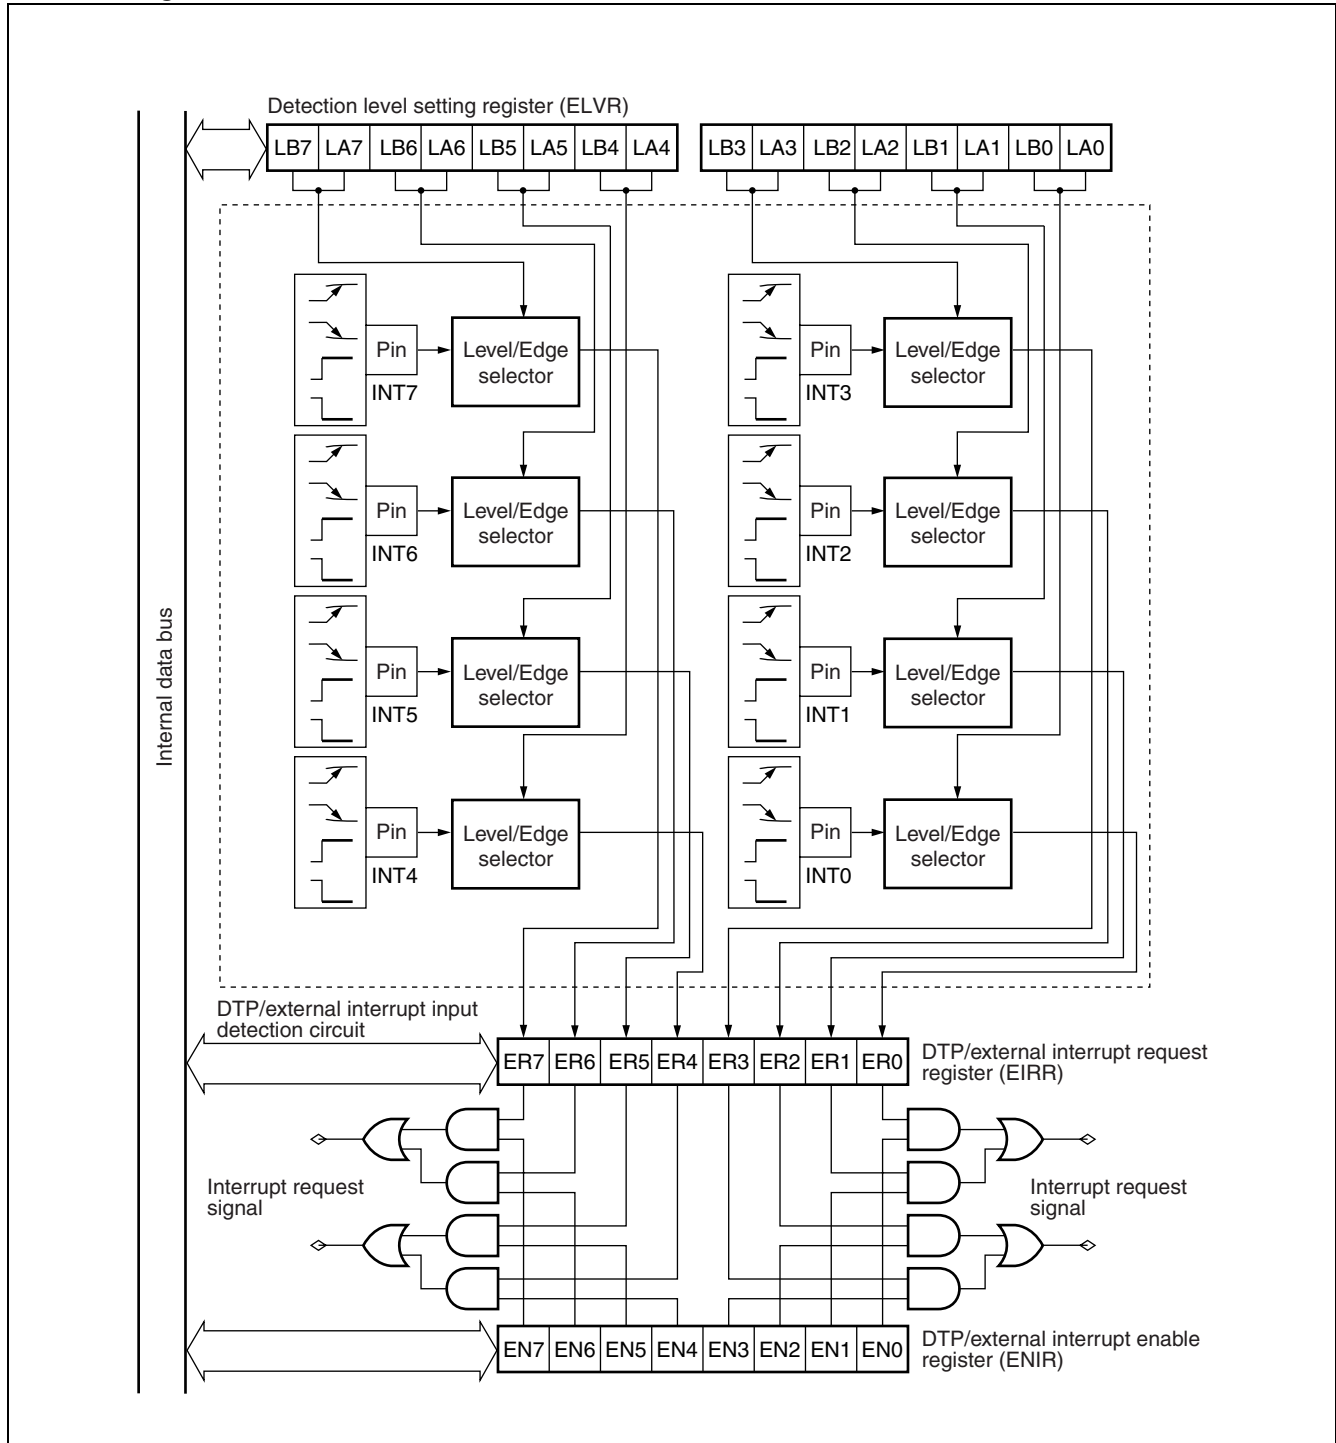 Detection level setting register (ELVR)
LB7 LA7 LB6 LA6 LB5 LA5 LB4 LA4
LB3 LA3 LB2 LA2 LB1 LA1 LB0 LA0
Pin
INT7
Level/Edge
selector
Pin
INT3
Level/Edge
selector
Pin
INT6
Level/Edge
selector
Pin
INT2
Level/Edge
selector
Pin
INT5
Level/Edge
selector
Pin
INT1
Level/Edge
selector
Pin
INT4
Level/Edge
selector
Pin
INT0
Level/Edge
selector
Internal data bus
DTP/external interrupt input
detection circuit
ER7 ER6 ER5 ER4 ER3 ER2 ER1 ER0
DTP/external interrupt request
register (EIRR)
Interrupt request
signal
Interrupt request
signal
EN7 EN6 EN5 EN4 EN3 EN2 EN1 EN0
DTP/external interrupt enable
register (ENIR)